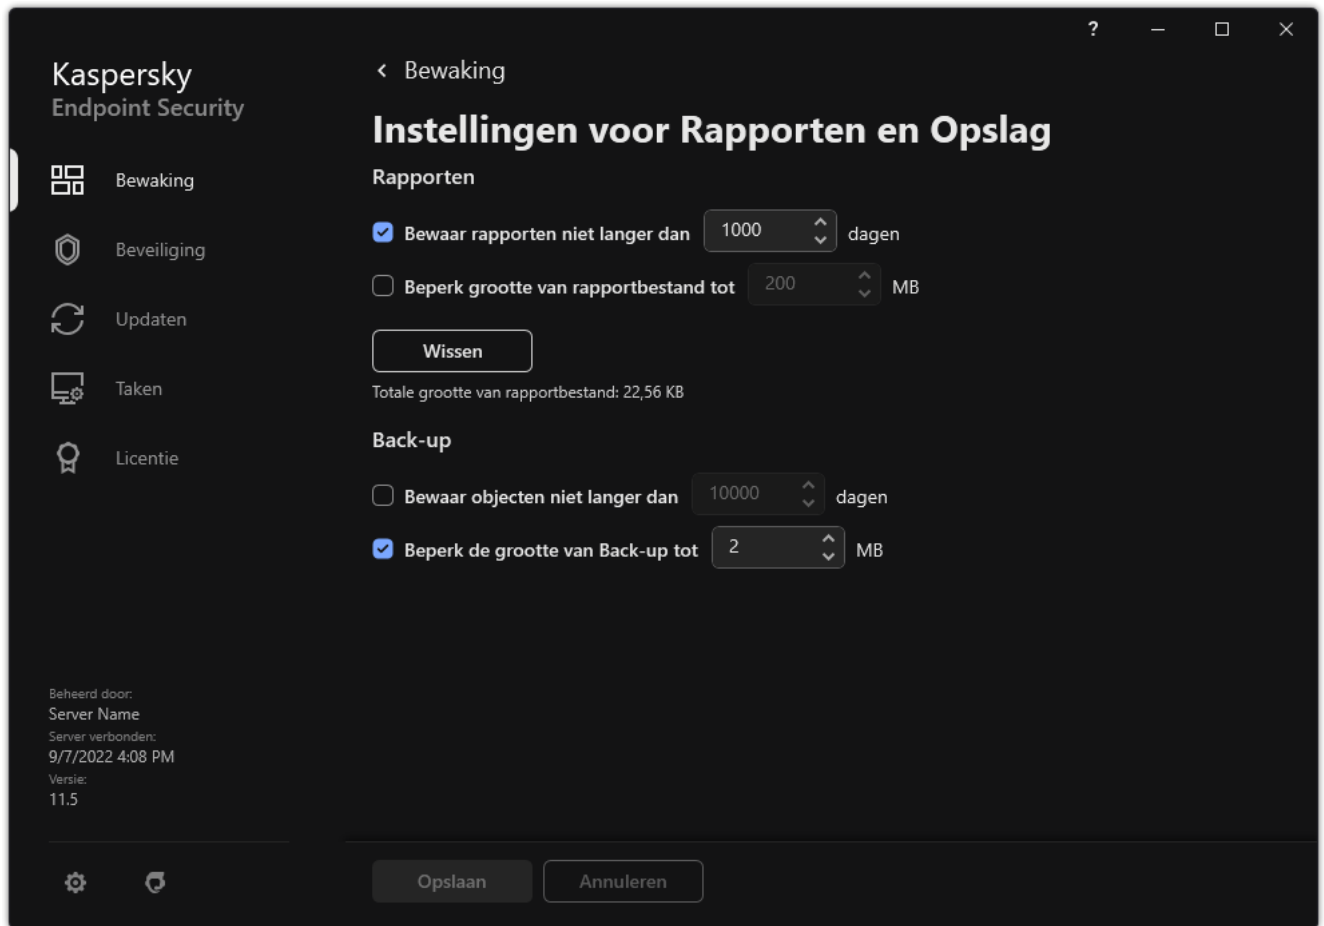 ?
Kaspersky
Endpoint Security
Bewaking
Beveiliging
Updaten
Taken
Licentie
Beheerd door:
Server Name
Server verbonden:
9/7/2022 4:08 PM
Versie:
11.5
Bewaking
Instellingen voor Rapporten en Opslag
Rapporten
Bewaar rapporten niet langer dan 1000 dagen
Beperk grootte van rapportbestand tot 200 MB
Wissen
Totale grootte van rapportbestand: 22,56 KB
Back-up
Bewaar objecten niet langer dan 10000 dagen
Beperk de grootte van Back-up tot 2 MB
Opslaan Annuleren